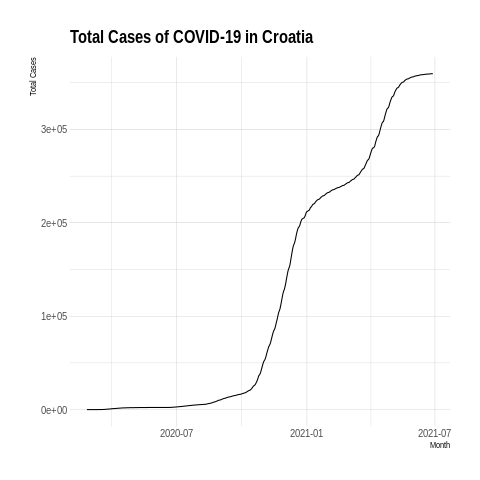 Total Cases of COVID-19 in Croatia
Total Cases
3e+05
2e+05
1e+05
0e+00
2020-07
2021-01
2021-07
Month